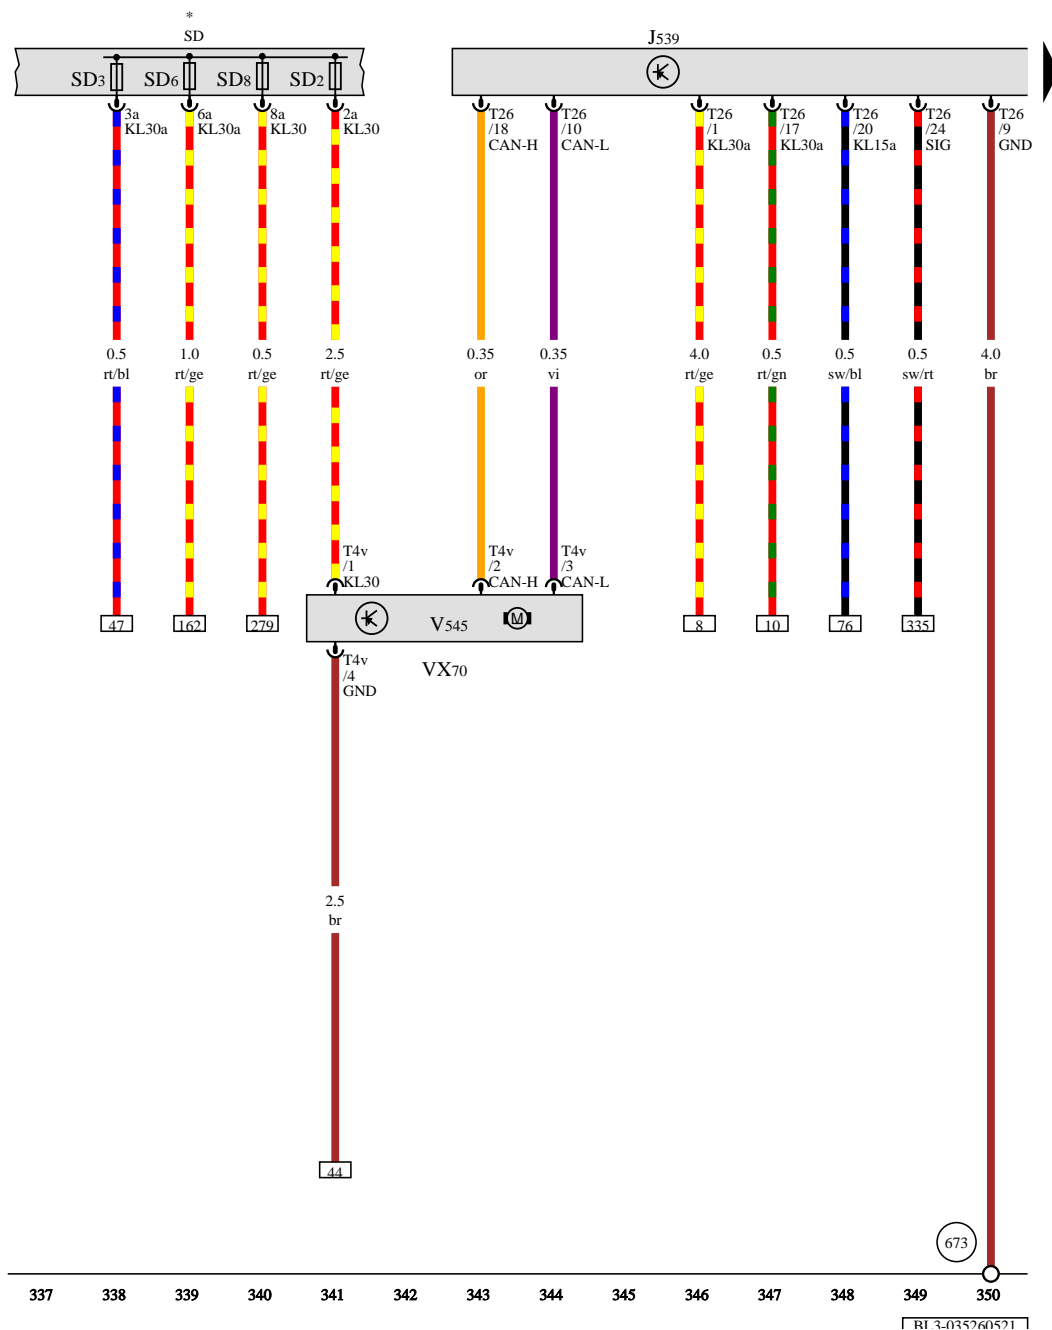 *
SD
J539
SD3 SD6 SD8 SD2
3a
KL30a
6a
KL30a
8a
KL30
2a
KL30
T26
/18
CAN-H
T26
/10
CAN-L
T26
/1
KL30a
T26
/17
KL30a
T26
/20
KL15a
T26
/24
SIG
T26
/9
GND
0.5
rt/bl
1.0
rt/ge
0.5
rt/ge
2.5
rt/ge
0.35
or
0.35
vi
4.0
rt/ge
0.5
rt/gn
0.5
sw/bl
0.5
sw/rt
4.0
br
T4v
/1
KL30
T4v
/2
CAN-H
T4v
/3
CAN-L
47 162 279 V545 M 8 10 76 335
T4v
/4
GND
VX70
2.5
br
44
673
337 338 339 340 341 342 343 344 345 346 347 348 349 350
BL3-035260521